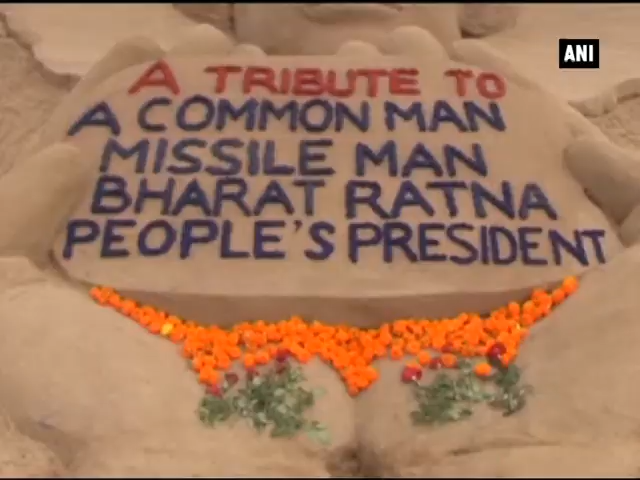 ANI
A TRIBUTE TO
A COMMON MAN
MISSILE MAN
BHARAT RATNA
PEOPLE'S PRESIDENT